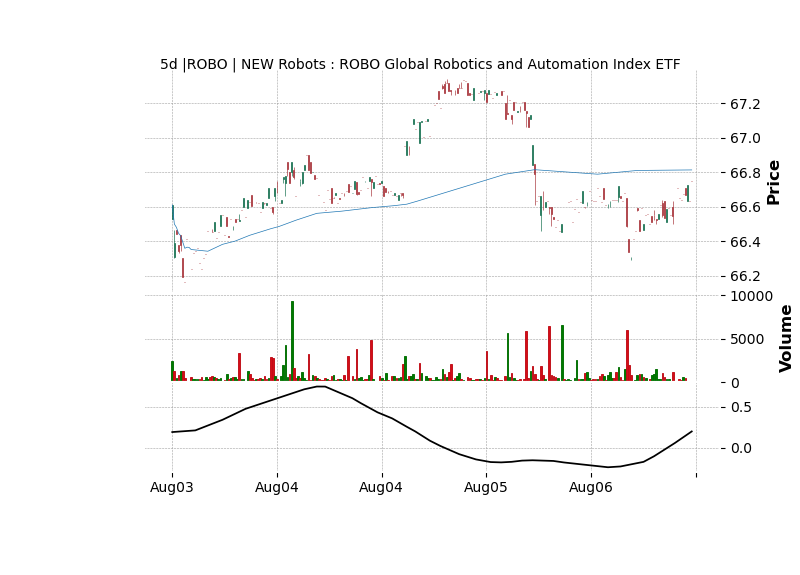 5d |ROBO | NEW Robots : ROBO Global Robotics and Automation Index ETF
67.2
67.0
66.8
66.6
66.4
66.2
Price
10000
5000
0
Volume
0.5
0.0
Aug03
Aug04
Aug04
Aug05
Aug06